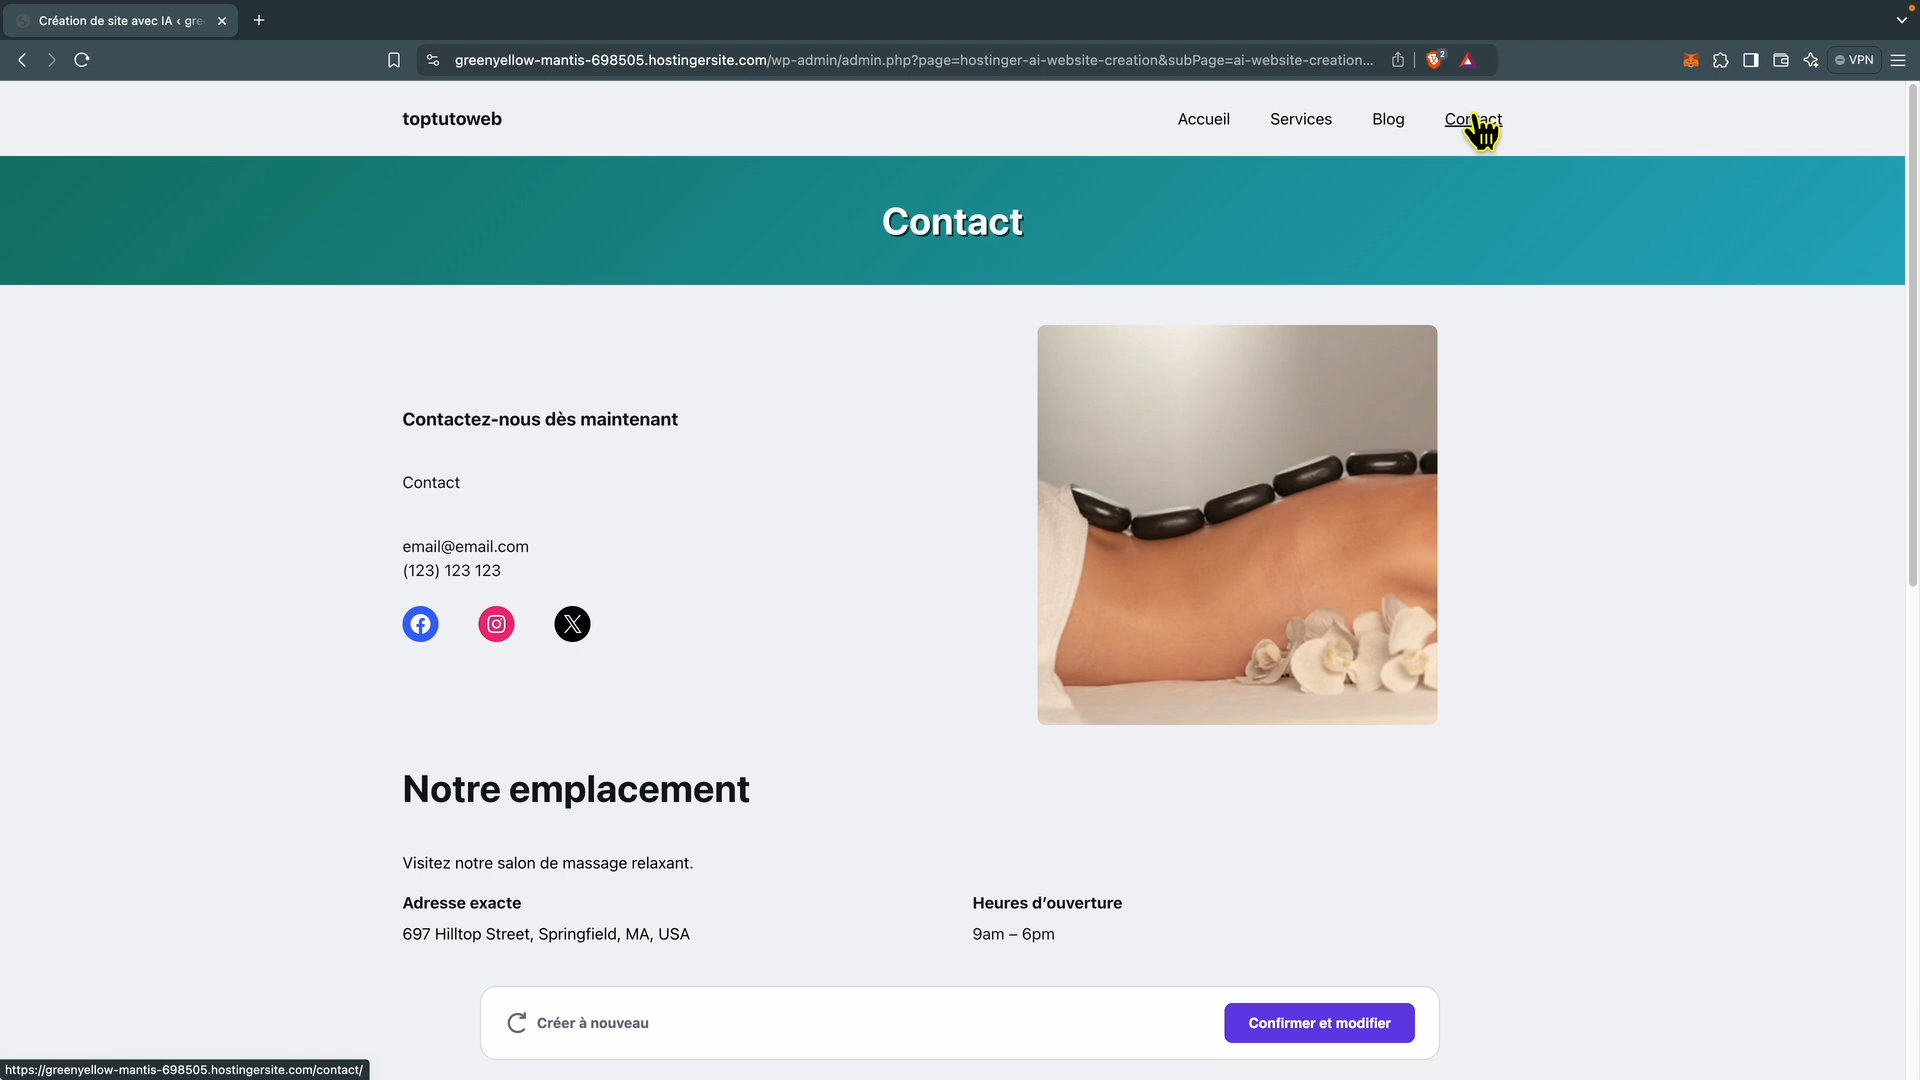 Création de site avec IA ‹ gre
greenyellow-mantis-698505.hostingersite.com/wp-admin/admin.php?page=hostinger-ai-website-creation&subPage=ai-website-creation...
2
VPN
toptutoweb
Accueil
Services
Blog
Contact
Contact
Contactez-nous dès maintenant
Contact
email@email.com
(123) 123 123
Notre emplacement
Visitez notre salon de massage relaxant.
Adresse exacte
Heures d’ouverture
697 Hilltop Street, Springfield, MA, USA
9am – 6pm
Créer à nouveau
Confirmer et modifier
https://greenyellow-mantis-698505.hostingersite.com/contact/